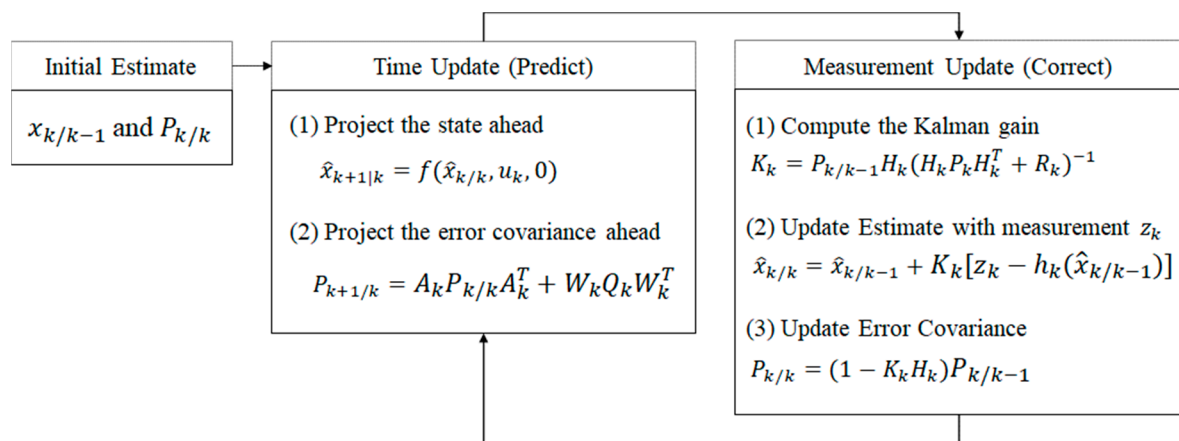 Initial Estimate
x_{k/k−1} and P_{k/k}
Time Update (Predict)
(1) Project the state ahead
x̂_{k+1|k} = f(x̂_{k/k}, u_k, 0)
(2) Project the error covariance ahead
P_{k+1/k} = A_k P_{k/k} A_k^T + W_k Q_k W_k^T
Measurement Update (Correct)
(1) Compute the Kalman gain
K_k = P_{k/k−1} H_k (H_k P_k H_k^T + R_k)^{−1}
(2) Update Estimate with measurement z_k
x̂_{k/k} = x̂_{k/k−1} + K_k[z_k − h_k(x̂_{k/k−1})]
(3) Update Error Covariance
P_{k/k} = (1 − K_k H_k)P_{k/k−1}